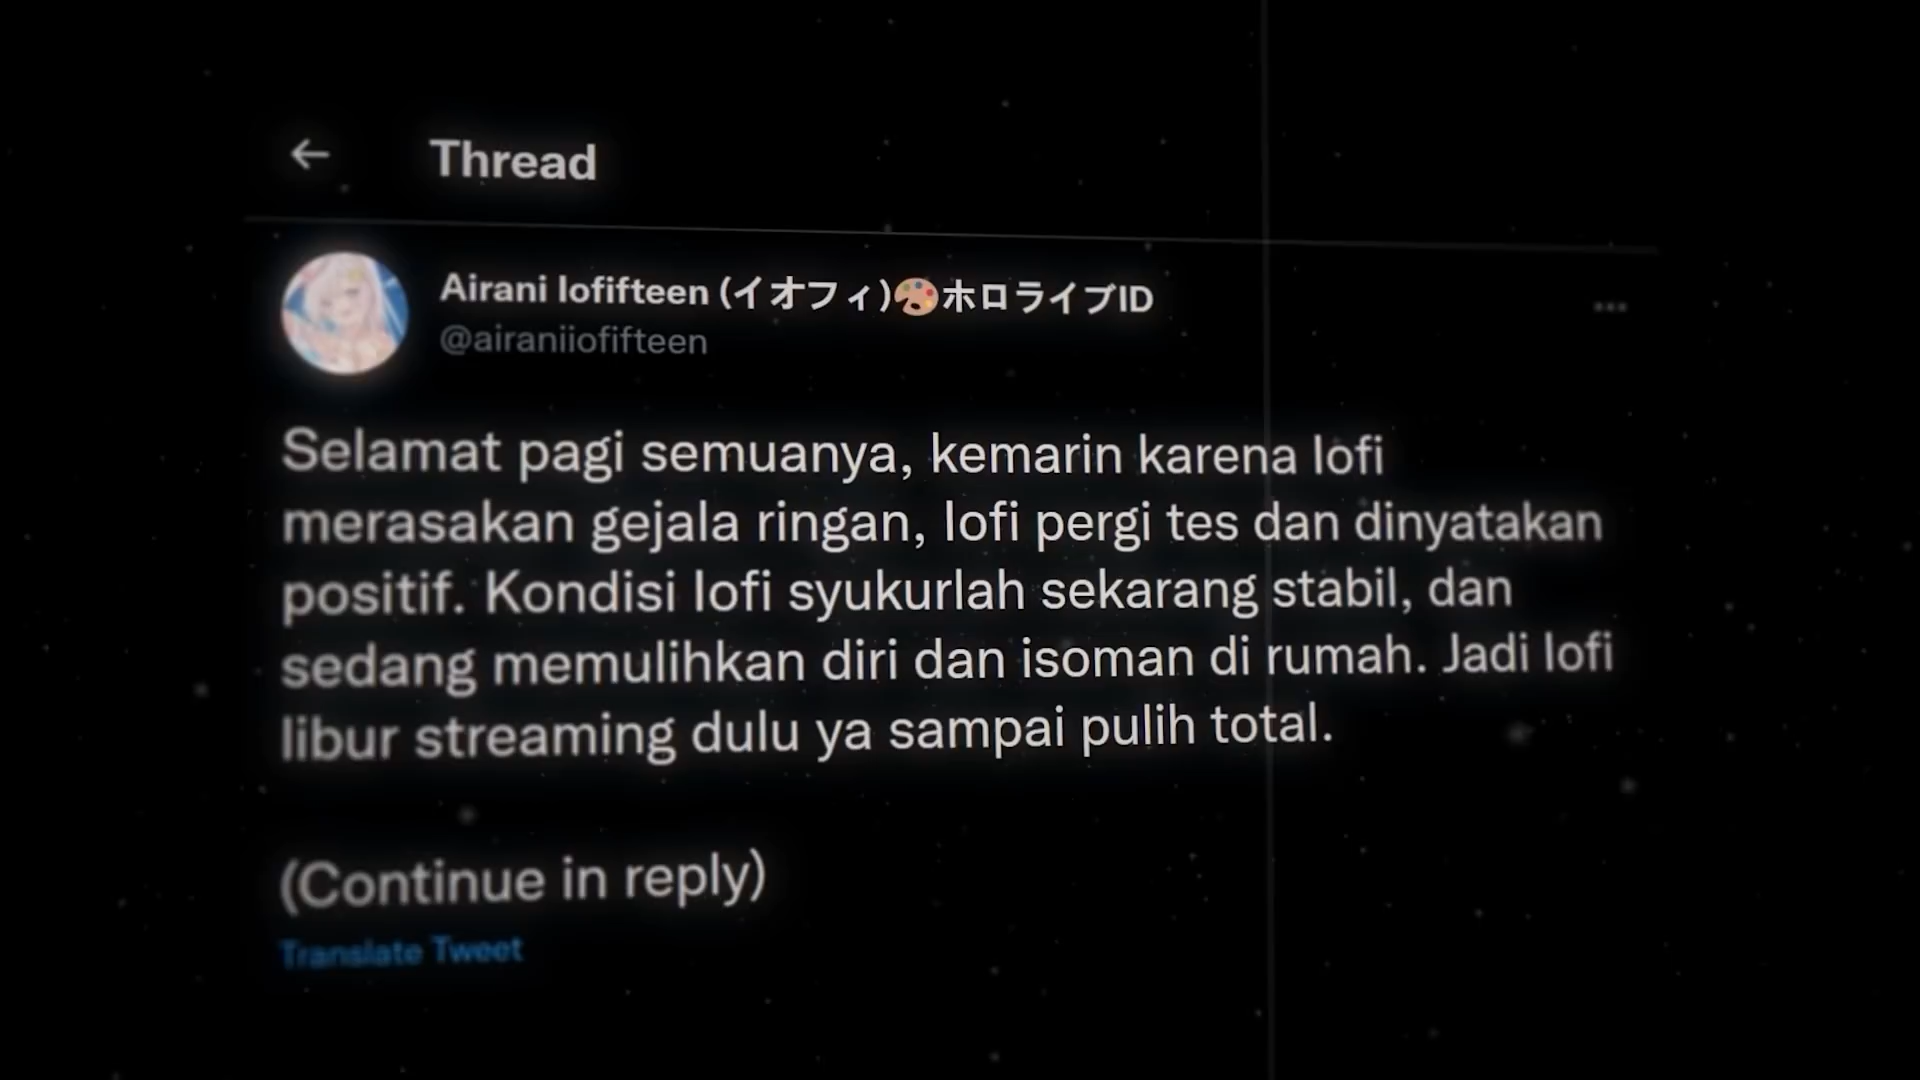 ← Thread
Airani Iofifteen (イオフィ)🎨ホロライブID
@airaniiofifteen
Selamat pagi semuanya, kemarin karena Iofi
merasakan gejala ringan, Iofi pergi tes dan dinyatakan
positif. Kondisi Iofi syukurlah sekarang stabil, dan
sedang memulihkan diri dan isoman di rumah. Jadi Iofi
libur streaming dulu ya sampai pulih total.
(Continue in reply)
Translate Tweet